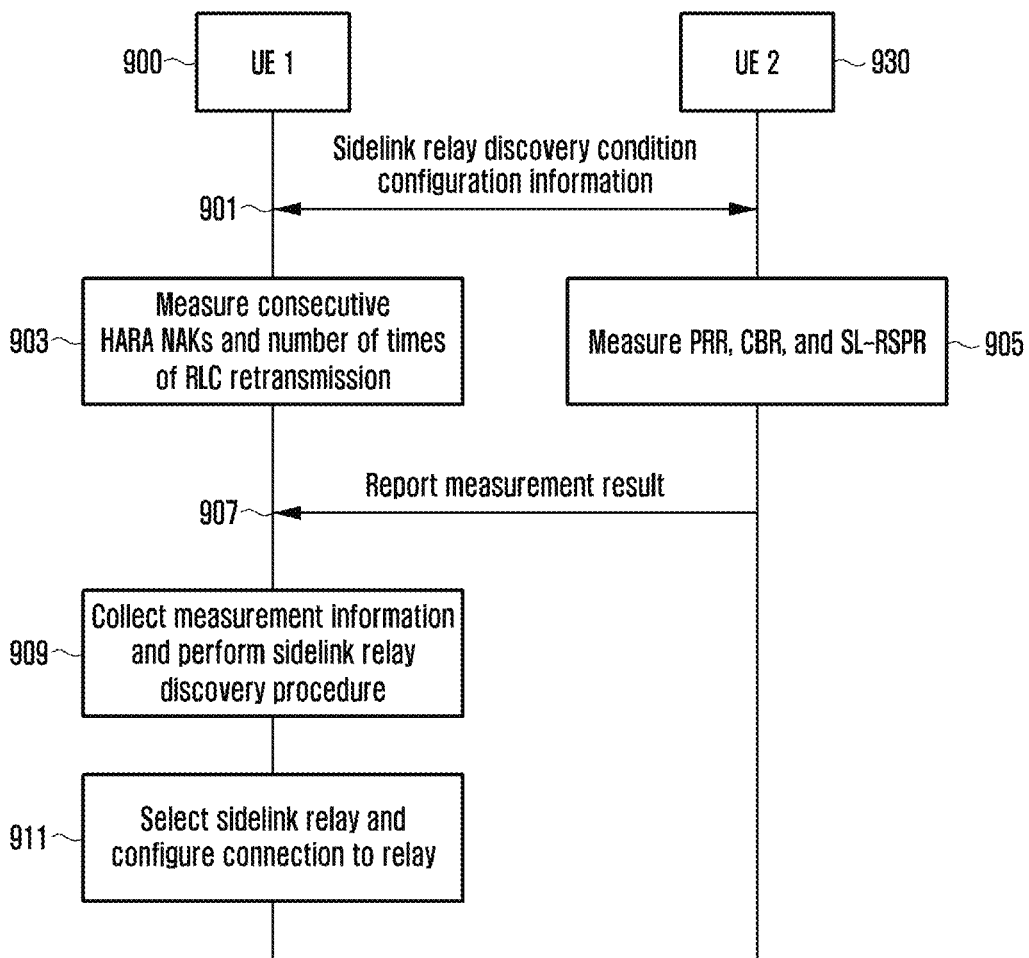 900
UE 1
UE 2
930
Sidelink relay discovery condition
configuration information
901
Measure consecutive
HARA NAKs and number of times
of RLC retransmission
903
Measure PRR, CBR, and SL-RSPR
905
Report measurement result
907
Collect measurement information
and perform sidelink relay
discovery procedure
909
Select sidelink relay and
configure connection to relay
911